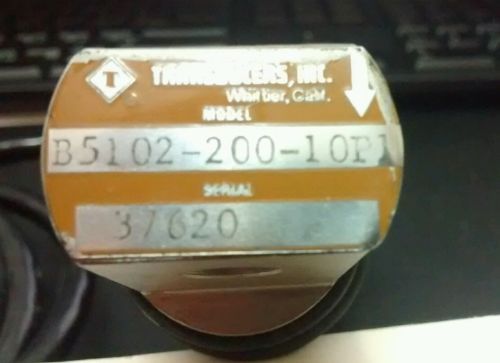 T
TRANSDUCERS, INC.
Whittier, Calif.
MODEL
B5102-200-10P1
SERIAL
37620